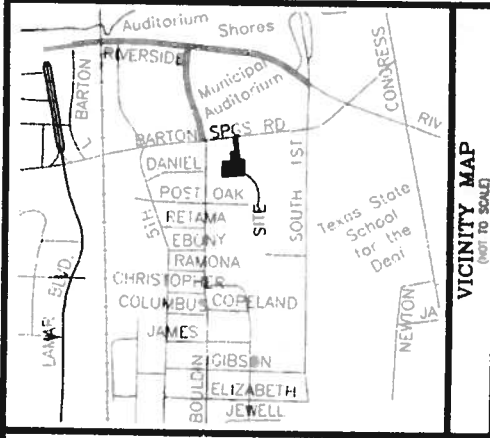 Auditorium Shores
RIVERSIDE
BARTON
Municipal
Auditorium
CONGRESS
RIV
BARTON SPGS RD
DANIEL
POST OAK
5TH
RETAMA
SITE
SOUTH 1ST
EBONY
RAMONA
Texas State
School
for the
Deni
LAMAR BLVD.
CHRISTOPHER
COLUMBUS
COPELAND
JAMES
NEWTON
JA
BOULDIN
GIBSON
ELIZABETH
JEWELL
VICINITY MAP
(NOT TO SCALE)